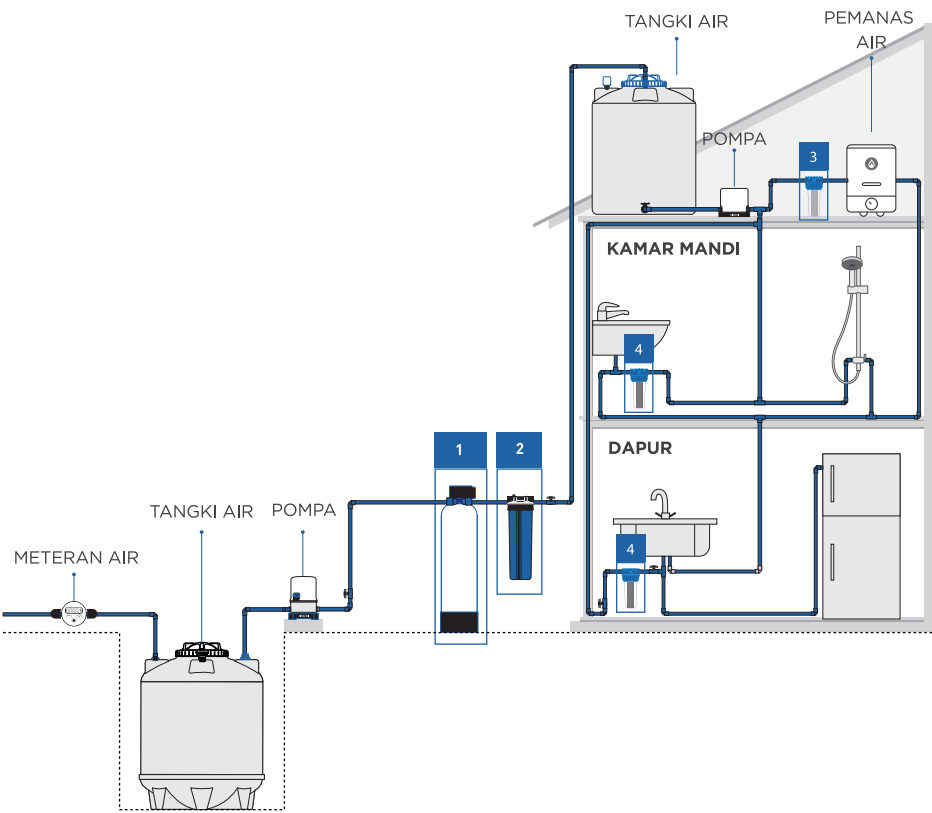 TANGKI AIR
PEMANAS
AIR
POMPA
3
KAMAR MANDI
4
1
2
DAPUR
TANGKI AIR
POMPA
METERAN AIR
4